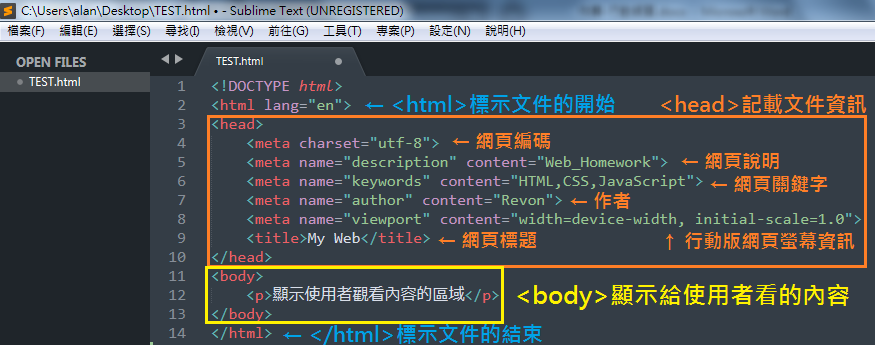 C:\Users\alan\Desktop\TEST.html • - Sublime Text (UNREGISTERED)
檔案(F) 編輯(E) 選擇(S) 尋找(I) 檢視(V) 前往(G) 工具(T) 專案(P) 設定(N) 說明(H)
OPEN FILES
TEST.html
TEST.html
1 <!DOCTYPE html>
2 <html lang="en"> ← <html>標示文件的開始 <head>記載文件資訊
3 <head>
4 <meta charset="utf-8"> ← 網頁編碼
5 <meta name="description" content="Web_Homework"> ← 網頁說明
6 <meta name="keywords" content="HTML,CSS,JavaScript"> ← 網頁關鍵字
7 <meta name="author" content="Revon"> ← 作者
8 <meta name="viewport" content="width=device-width, initial-scale=1.0">
9 <title>My Web</title> ← 網頁標題 ↑ 行動版網頁螢幕資訊
10 </head>
11 <body>
12 <p>顯示使用者觀看內容的區域</p> <body>顯示給使用者看的內容
13 </body>
14 </html> ← </html>標示文件的結束